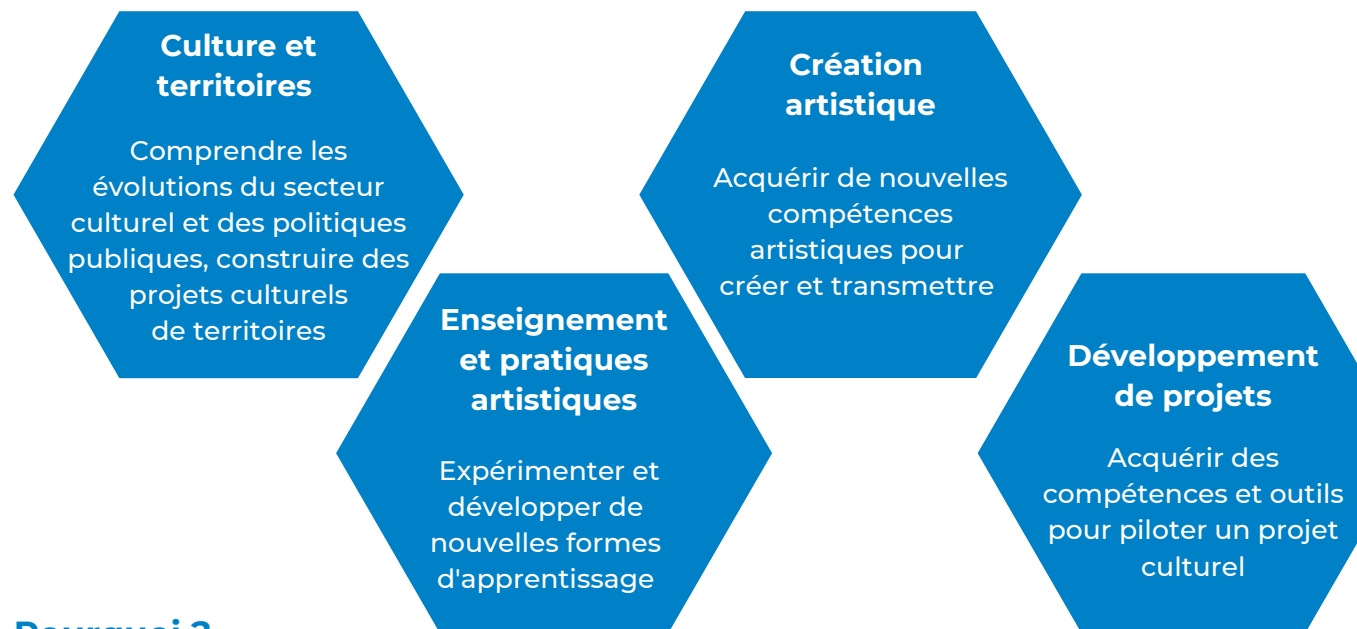 Culture et
territoires
Comprendre les
évolutions du secteur
culturel et des politiques
publiques, construire des
projets culturels
de territoires
Création
artistique
Acquérir de nouvelles
compétences
artistiques pour
créer et transmettre
Enseignement
et pratiques
artistiques
Expérimenter et
développer de
nouvelles formes
d'apprentissage
Développement
de projets
Acquérir des
compétences et outils
pour piloter un projet
culturel
Pourquoi ?